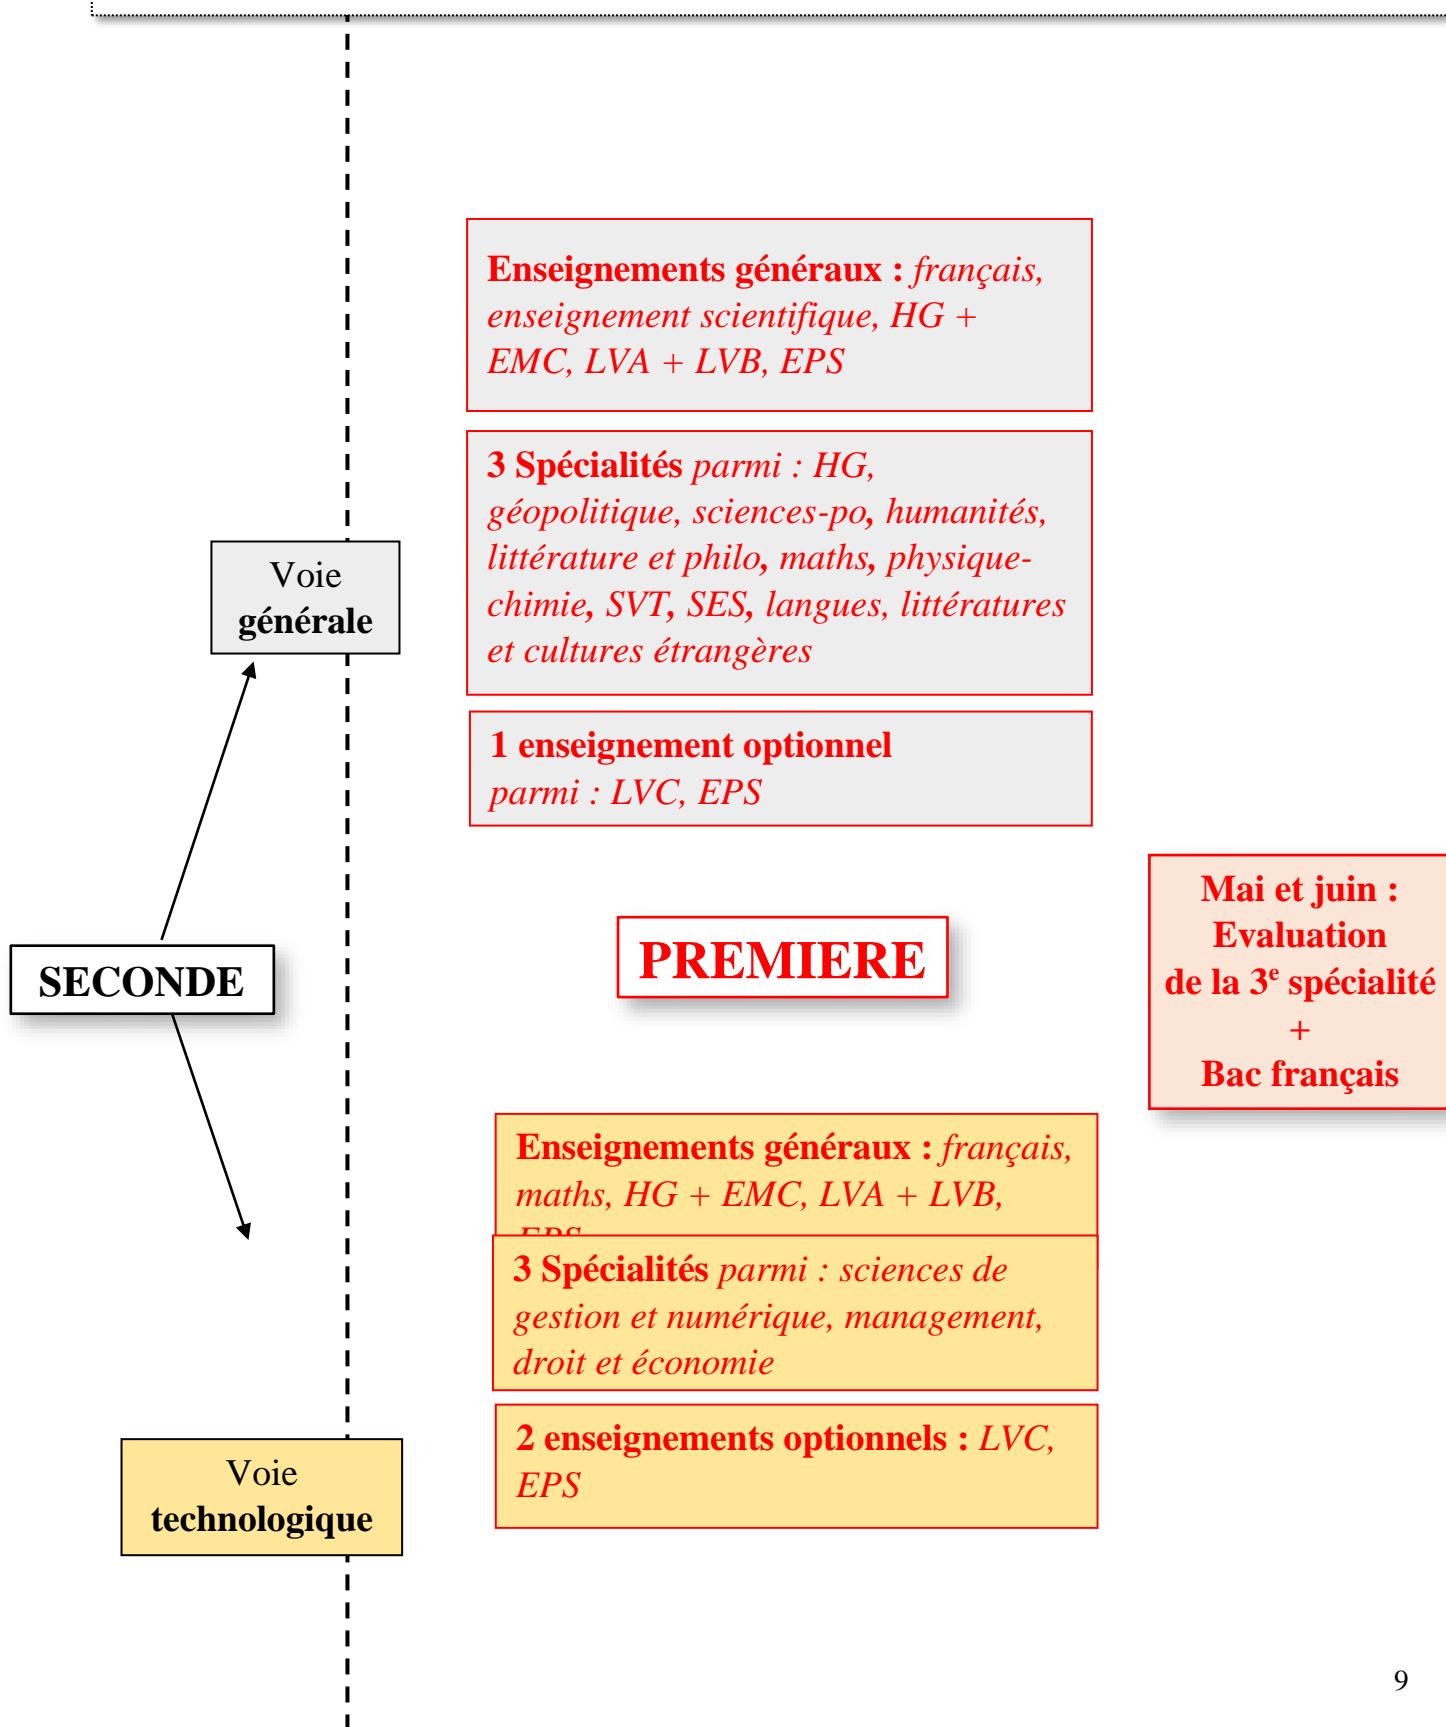 Enseignements généraux : français,
enseignement scientifique, HG +
EMC, LVA + LVB, EPS
3 Spécialités parmi : HG,
géopolitique, sciences-po, humanités,
littérature et philo, maths, physique-
chimie, SVT, SES, langues, littératures
et cultures étrangères
Voie
générale
1 enseignement optionnel
parmi : LVC, EPS
SECONDE
PREMIERE
Mai et juin :
Evaluation
de la 3e spécialité
+
Bac français
Enseignements généraux : français,
maths, HG + EMC, LVA + LVB,
EPS
3 Spécialités parmi : sciences de
gestion et numérique, management,
droit et économie
2 enseignements optionnels : LVC,
EPS
Voie
technologique
9